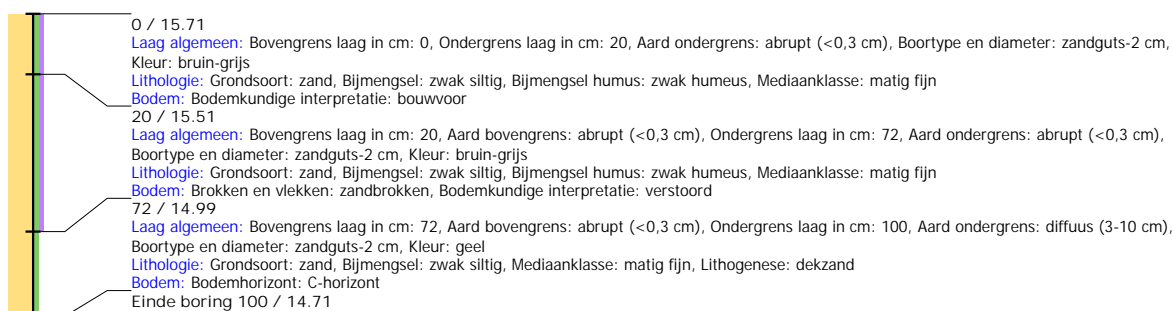 0 / 15.71
Laag algemeen: Bovengrens laag in cm: 0, Ondergrens laag in cm: 20, Aard ondergrens: abrupt (<0,3 cm), Boortype en diameter: zandguts-2 cm,
Kleur: bruin-grijs
Lithologie: Grondsoort: zand, Bijmengsel: zwak siltig, Bijmengsel humus: zwak humeus, Mediaanklasse: matig fijn
Bodem: Bodemkundige interpretatie: bouwvoor
20 / 15.51
Laag algemeen: Bovengrens laag in cm: 20, Aard bovengrens: abrupt (<0,3 cm), Ondergrens laag in cm: 72, Aard ondergrens: abrupt (<0,3 cm),
Boortype en diameter: zandguts-2 cm, Kleur: bruin-grijs
Lithologie: Grondsoort: zand, Bijmengsel: zwak siltig, Bijmengsel humus: zwak humeus, Mediaanklasse: matig fijn
Bodem: Brokken en vlekken: zandbrokken, Bodemkundige interpretatie: verstoord
72 / 14.99
Laag algemeen: Bovengrens laag in cm: 72, Aard bovengrens: abrupt (<0,3 cm), Ondergrens laag in cm: 100, Aard ondergrens: diffuus (3-10 cm),
Boortype en diameter: zandguts-2 cm, Kleur: geel
Lithologie: Grondsoort: zand, Bijmengsel: zwak siltig, Mediaanklasse: matig fijn, Lithogenese: dekzand
Bodem: Bodemhorizont: C-horizont
Einde boring 100 / 14.71